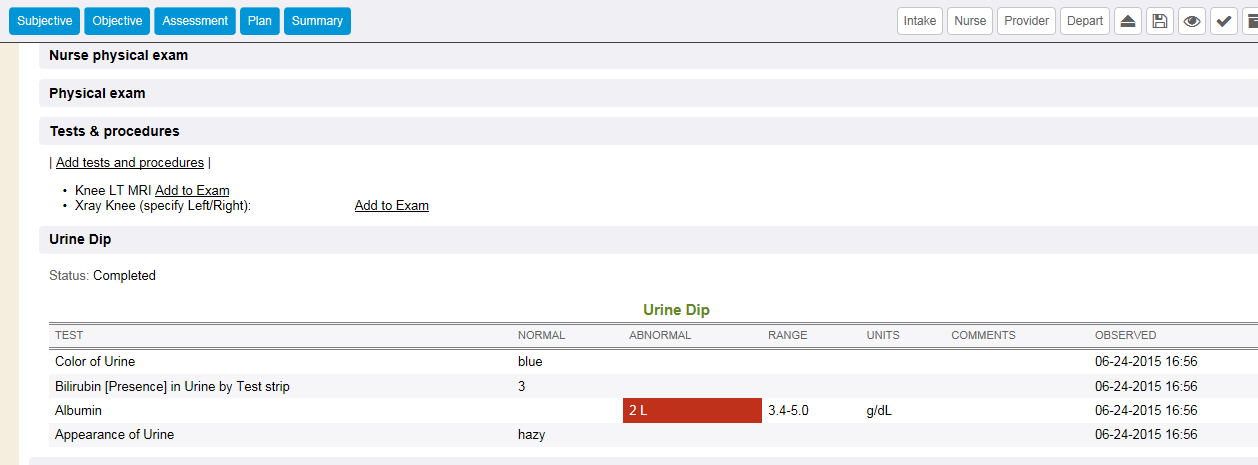 Subjective Objective Assessment Plan Summary Intake Nurse Provider Depart
Nurse physical exam
Physical exam
Tests & procedures
| Add tests and procedures |
• Knee LT MRI Add to Exam
• Xray Knee (specify Left/Right): Add to Exam
Urine Dip
Status: Completed
Urine Dip
TEST NORMAL ABNORMAL RANGE UNITS COMMENTS OBSERVED
Color of Urine blue 06-24-2015 16:56
Bilirubin [Presence] in Urine by Test strip 3 06-24-2015 16:56
Albumin 2 L 3.4-5.0 g/dL 06-24-2015 16:56
Appearance of Urine hazy 06-24-2015 16:56